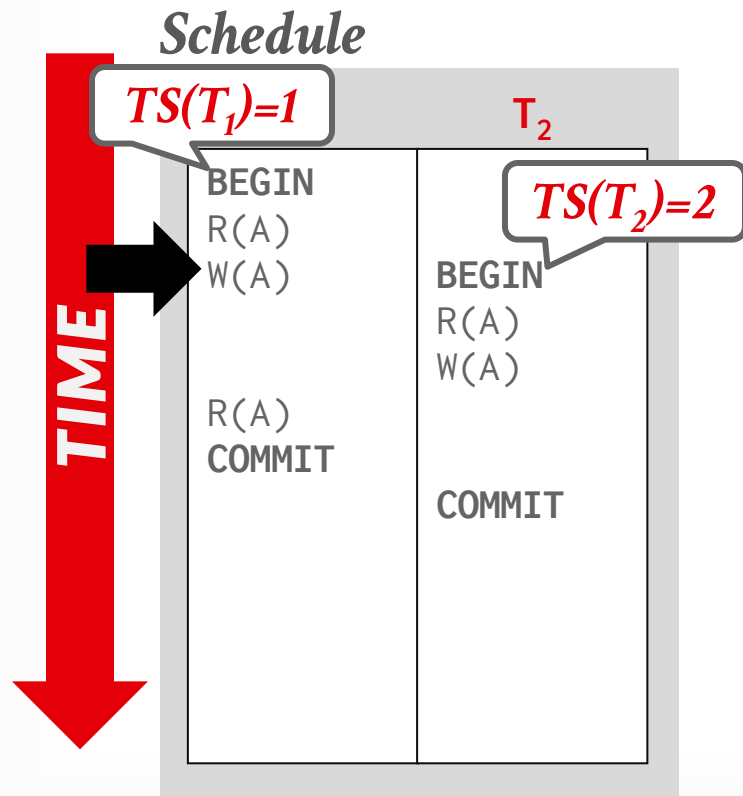 Schedule
TS(T₁)=1
T₂
BEGIN
R(A)
W(A)
R(A)
COMMIT
TS(T₂)=2
BEGIN
R(A)
W(A)
COMMIT
TIME